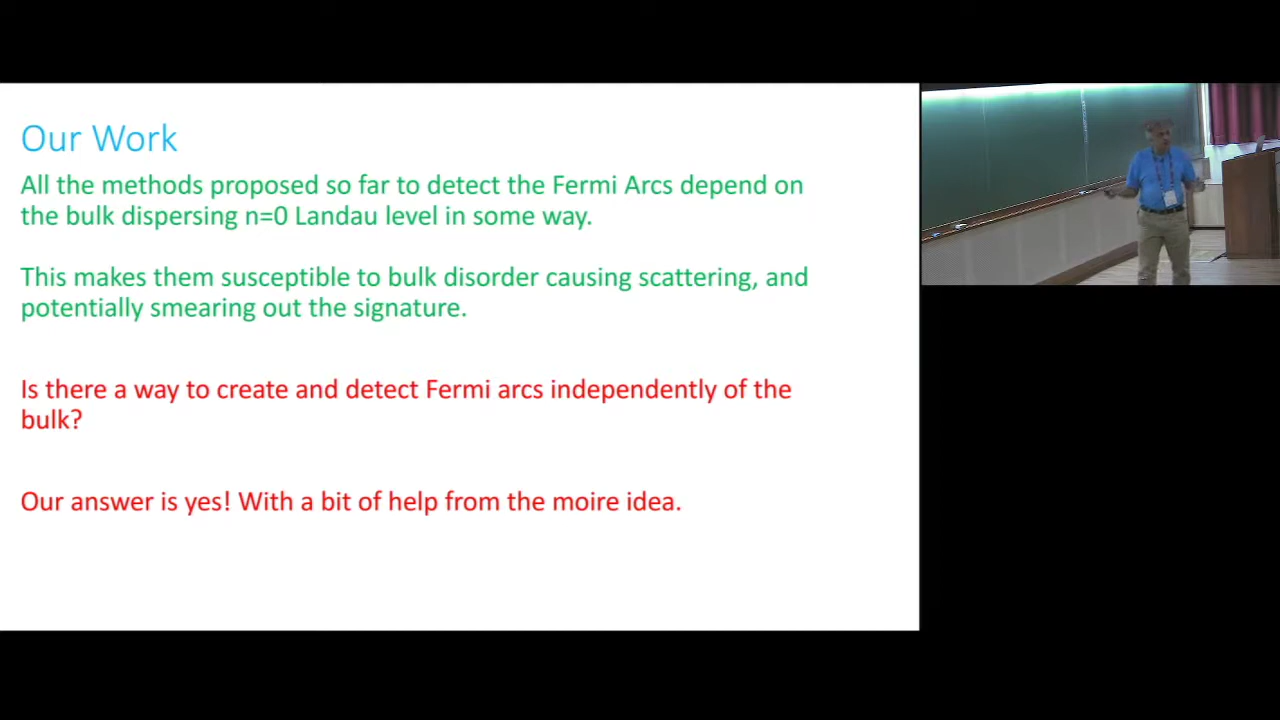 Our Work
All the methods proposed so far to detect the Fermi Arcs depend on
the bulk dispersing n=0 Landau level in some way.
This makes them susceptible to bulk disorder causing scattering, and
potentially smearing out the signature.
Is there a way to create and detect Fermi arcs independently of the
bulk?
Our answer is yes! With a bit of help from the moire idea.